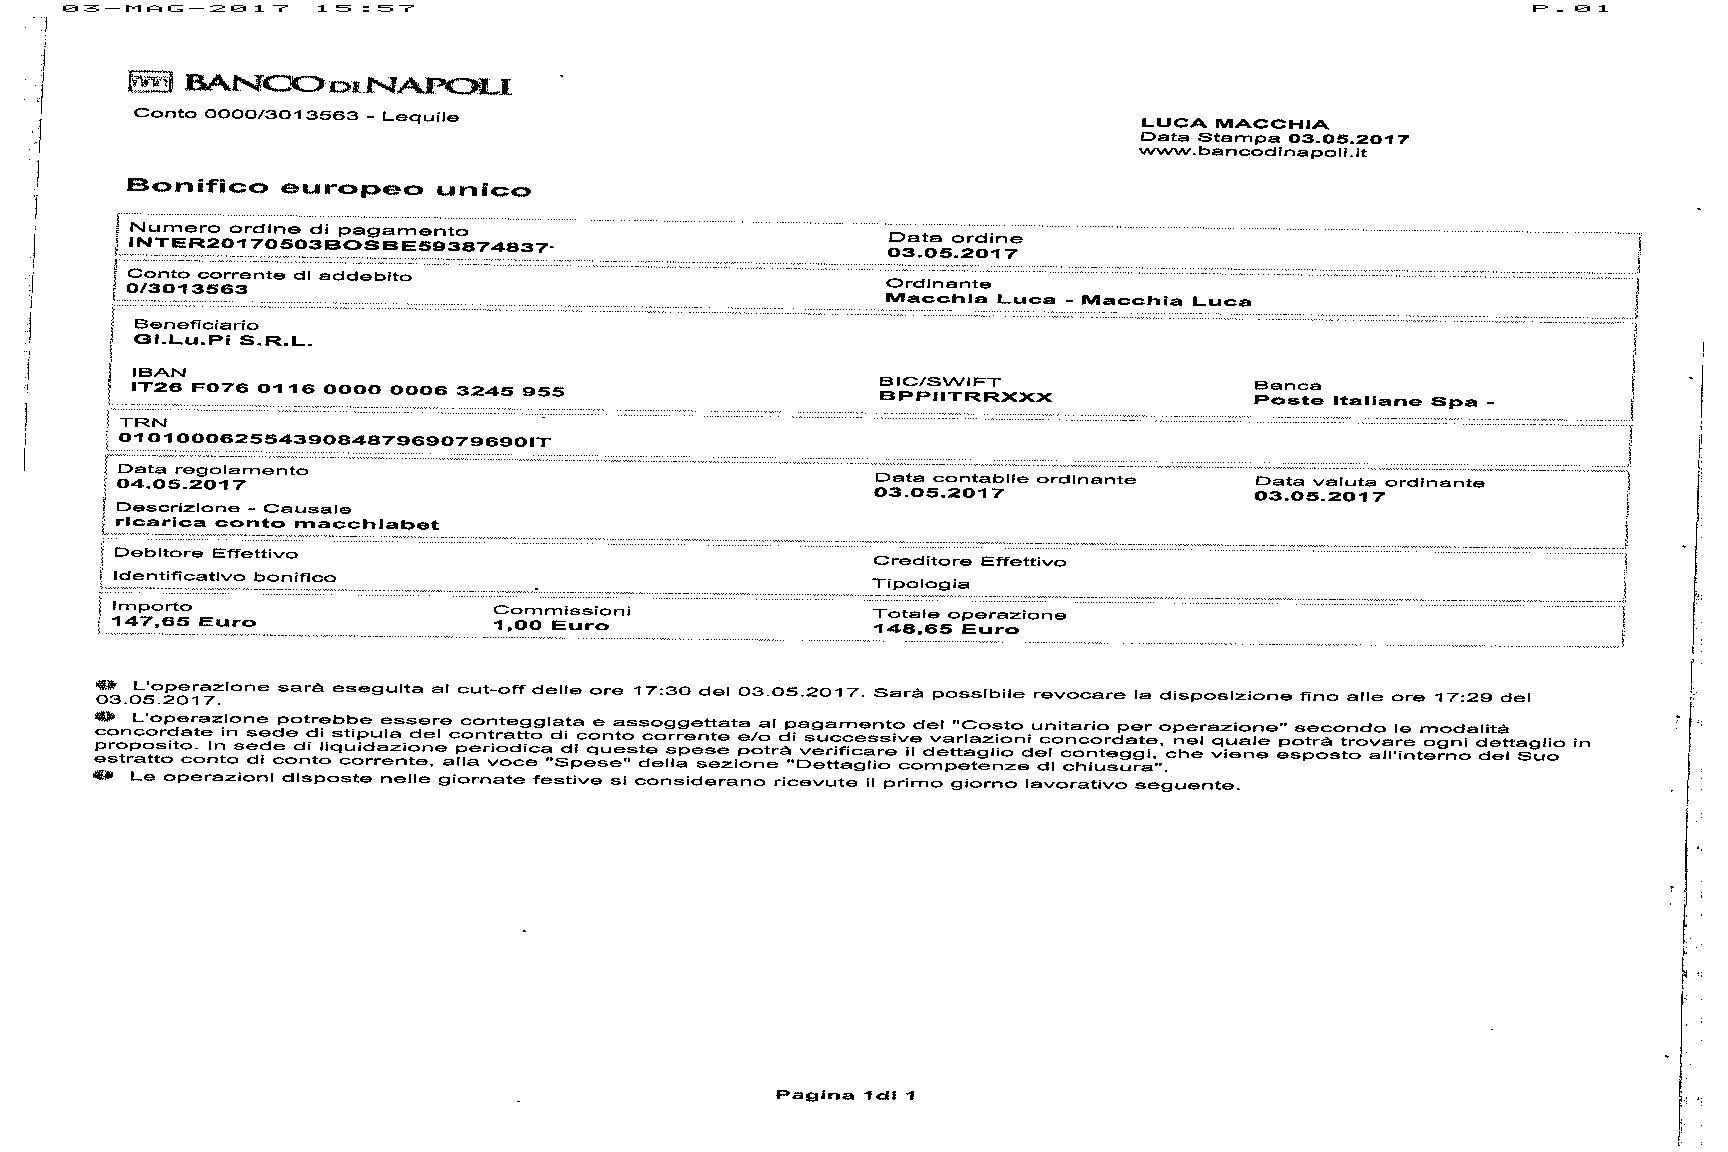 03-MAG-2017 15:57 P.01
BANCO DI NAPOLI
Conto 0000/3013563 - Lequile
LUCA MACCHIA
Data Stampa 03.05.2017
www.bancodinapoli.it
Bonifico europeo unico
Numero ordine di pagamento
INTER20170503BOSBE593874837
Data ordine
03.05.2017
Conto corrente di addebito
0/3013563
Ordinante
Macchia Luca - Macchia Luca
Beneficiario
Gi.Lu.Pi S.R.L.
IBAN
IT26 F076 0116 0000 0006 3245 955
BIC/SWIFT
BPPIITRRXXX
Banca
Poste Italiane Spa -
TRN
0101000625543908487969079690IT
Data regolamento
04.05.2017
Data contabile ordinante
03.05.2017
Data valuta ordinante
03.05.2017
Descrizione - Causale
ricarica conto macchiabet
Debitore Effettivo
Creditore Effettivo
Identificativo bonifico
Tipologia
Importo
147,65 Euro
Commissioni
1,00 Euro
Totale operazione
148,65 Euro
L'operazione sarà eseguita al cut-off delle ore 17:30 del 03.05.2017. Sarà possibile revocare la disposizione fino alle ore 17:29 del
03.05.2017.
L'operazione potrebbe essere conteggiata e assoggettata al pagamento del "Costo unitario per operazione" secondo le modalità
concordate in sede di stipula del contratto di conto corrente e/o di successive variazioni concordate, nel quale potrà trovare ogni dettaglio in
proposito. In sede di liquidazione periodica di queste spese potrà verificare il dettaglio dei conteggi, che viene esposto all'interno del Suo
estratto conto di conto corrente, alla voce "Spese" della sezione "Dettaglio competenze di chiusura".
Le operazioni disposte nelle giornate festive si considerano ricevute il primo giorno lavorativo seguente.
Pagina 1di 1